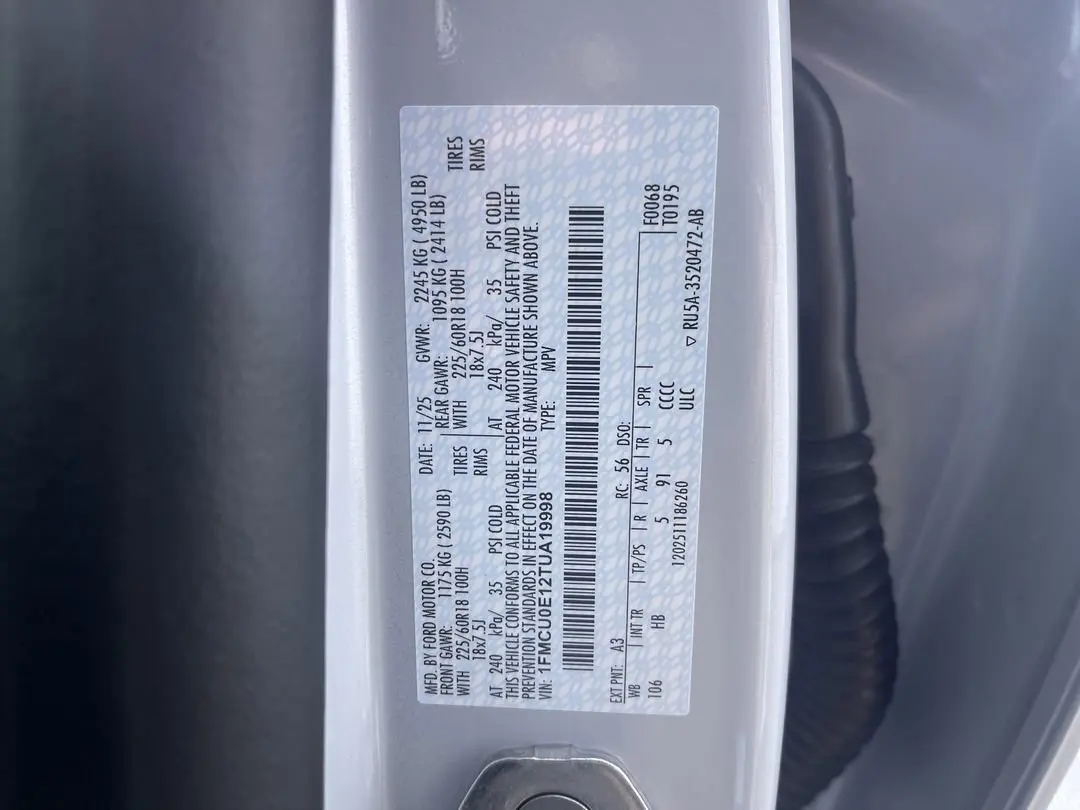 MFD. BY FORD MOTOR CO. DATE: 11/25 GVWR: 2245 KG ( 4950 LB)
FRONT GAWR: 1175 KG ( 2590 LB) REAR GAWR: 1095 KG ( 2414 LB)
WITH 225/60R18 100H TIRES WITH 225/60R18 100H TIRES
18x7.5J RIMS 18x7.5J RIMS
AT 240 kPa/ 35 PSI COLD AT 240 kPa/ 35 PSI COLD
THIS VEHICLE CONFORMS TO ALL APPLICABLE FEDERAL MOTOR VEHICLE SAFETY AND THEFT
PREVENTION STANDARDS IN EFFECT ON THE DATE OF MANUFACTURE SHOWN ABOVE.
VIN: 1FMCU0E12TUA19998 TYPE: MPV
EXT PNT: A3 RC: 56 DSO: F0068
WB INT TR TP/PS R AXLE TR SPR T0195
106 HB 5 91 5 CCCC
ULC
1202511186260 ▽ RU5A-3520472-AB